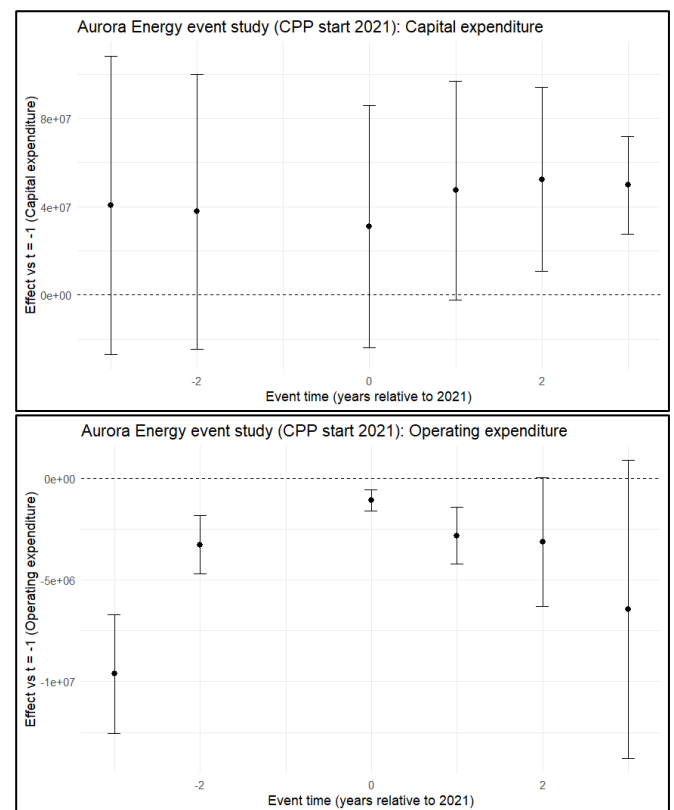 Aurora Energy event study (CPP start 2021): Capital expenditure
Effect vs t = -1 (Capital expenditure)
8e+07
4e+07
0e+00
-2
0
2
Event time (years relative to 2021)
Aurora Energy event study (CPP start 2021): Operating expenditure
Effect vs t = -1 (Operating expenditure)
0e+00
-5e+06
-1e+07
-2
0
2
Event time (years relative to 2021)